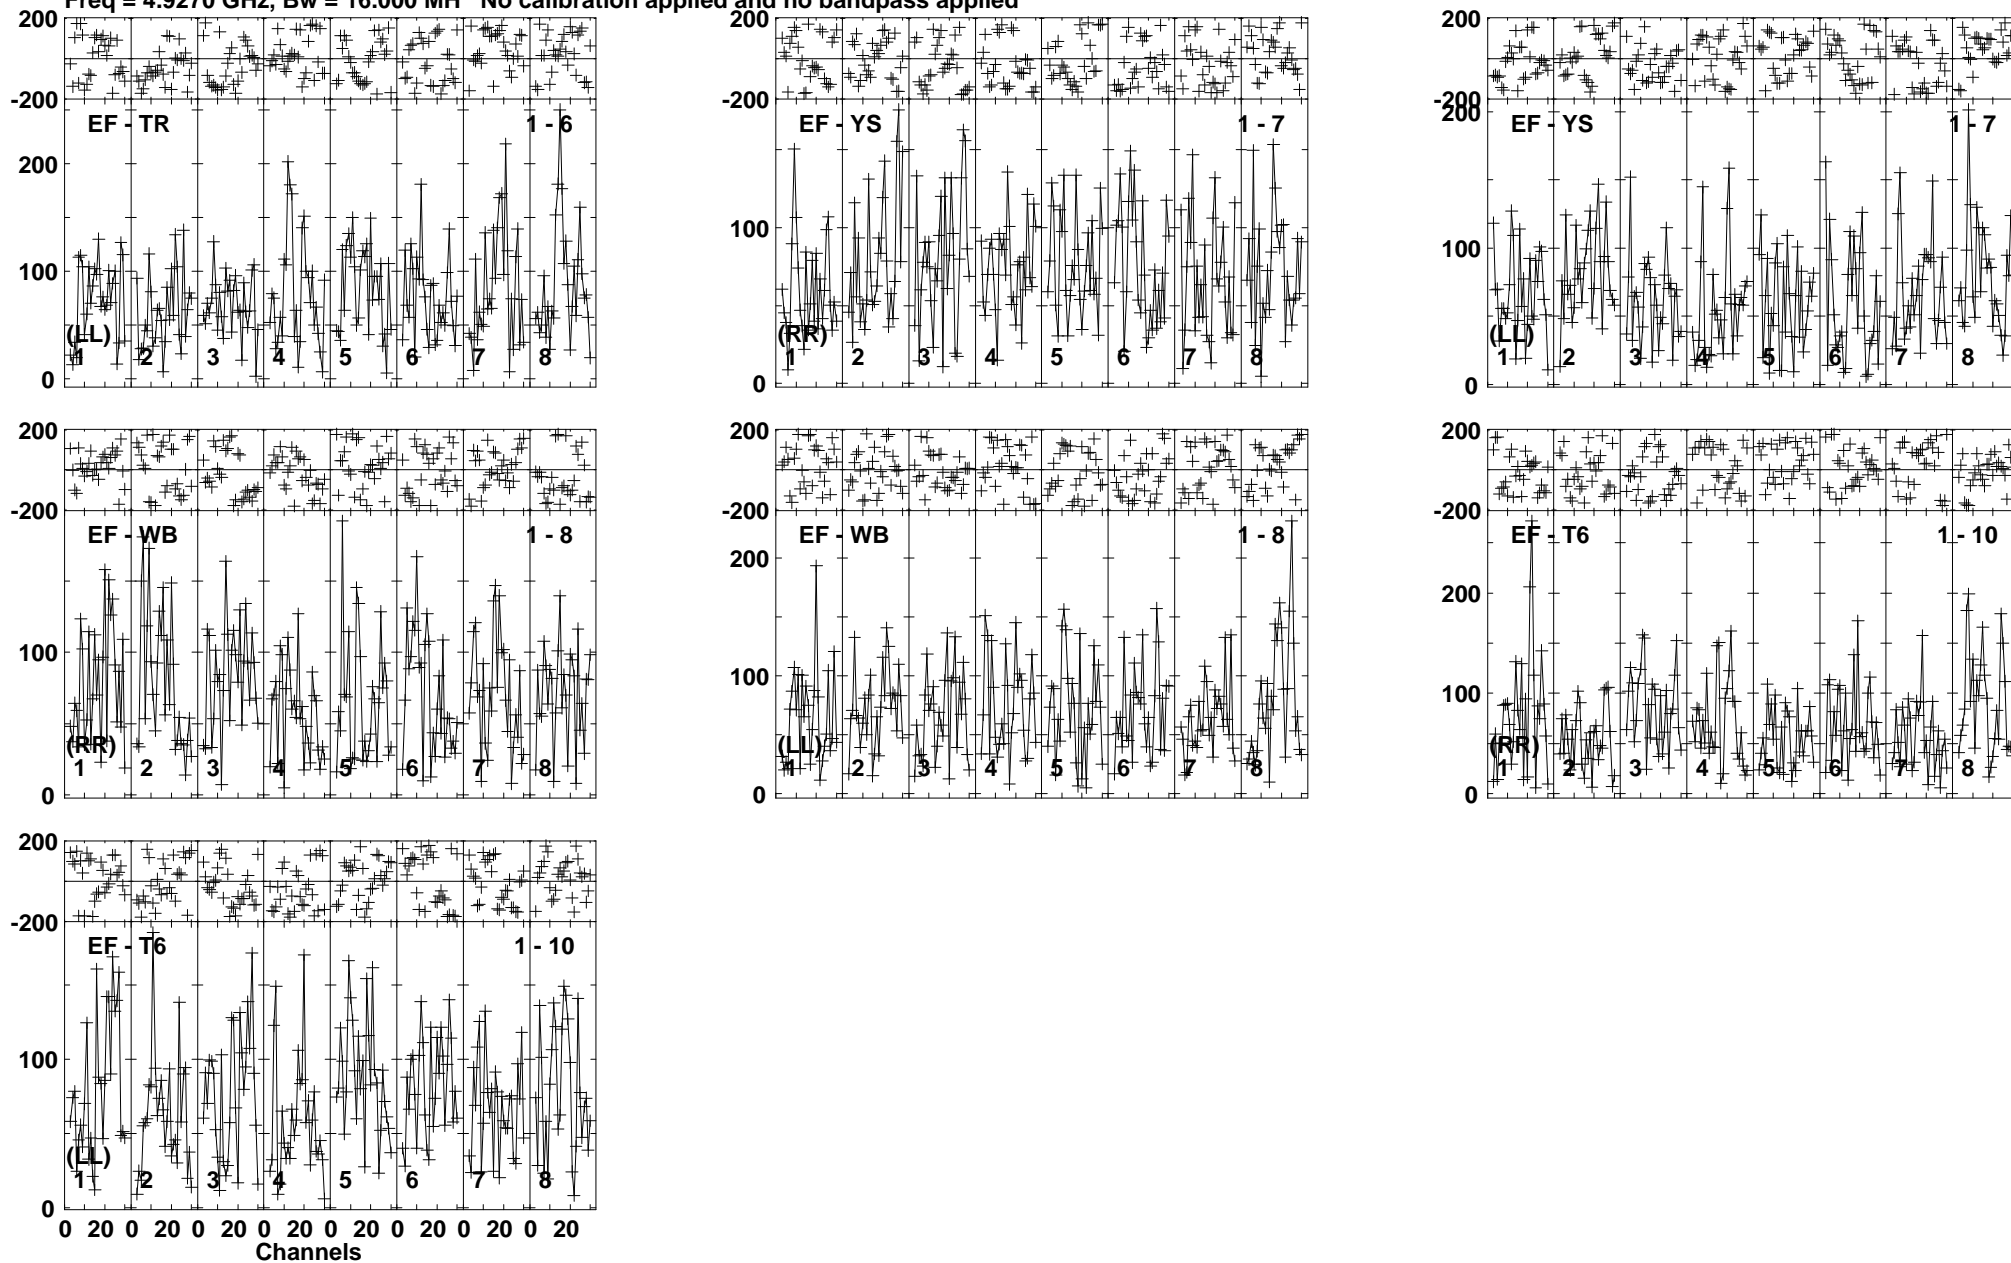 Freq = 4.9270 GHz, Bw = 16.000 MH No calibration applied and no bandpass applied
200
-200
EF - TR 1 - 6
200
100
0
(LL)
1 2 3 4 5 6 7 8
200
-200
EF - YS 1 - 7
100
0
(RR)
1 2 3 4 5 6 7 8
200
-200
200
EF - YS 1 - 7
100
0
(LL)
1 2 3 4 5 6 7 8
200
-200
EF - WB 1 - 8
100
0
(RR)
1 2 3 4 5 6 7 8
200
-200
EF - WB 1 - 8
200
100
0
(LL)
1 2 3 4 5 6 7 8
200
-200
EF - T6 1 - 10
200
100
0
(RR)
1 2 3 4 5 6 7 8
200
-200
EF - T6 1 - 10
100
0
(LL)
1 2 3 4 5 6 7 8
0 20 0 20 0 20 0 20 0 20 0 20 0 20 0 20
Channels